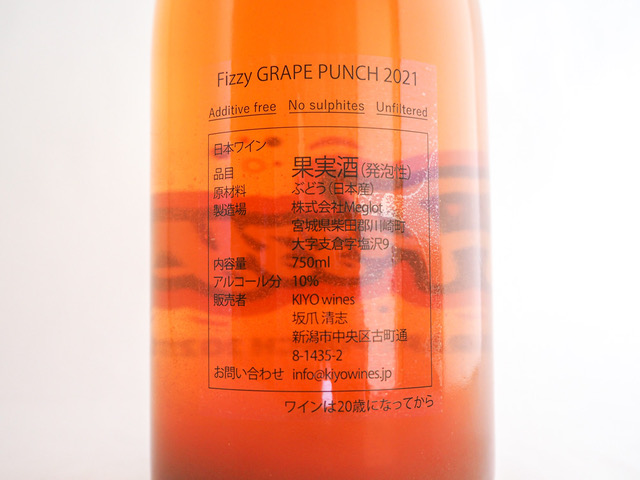 Fizzy GRAPE PUNCH 2021
Additive free No sulphites Unfiltered
日本ワイン
品目 果実酒(発泡性)
原材料 ぶどう(日本産)
製造場 株式会社Meglot
宮城県柴田郡川崎町
大字支倉字塩沢9
内容量 750ml
アルコール分 10%
販売者 KIYO wines
坂爪 清志
新潟市中央区古町通
8-1435-2
お問い合わせ info@kiyowines.jp
ワインは20歳になってから